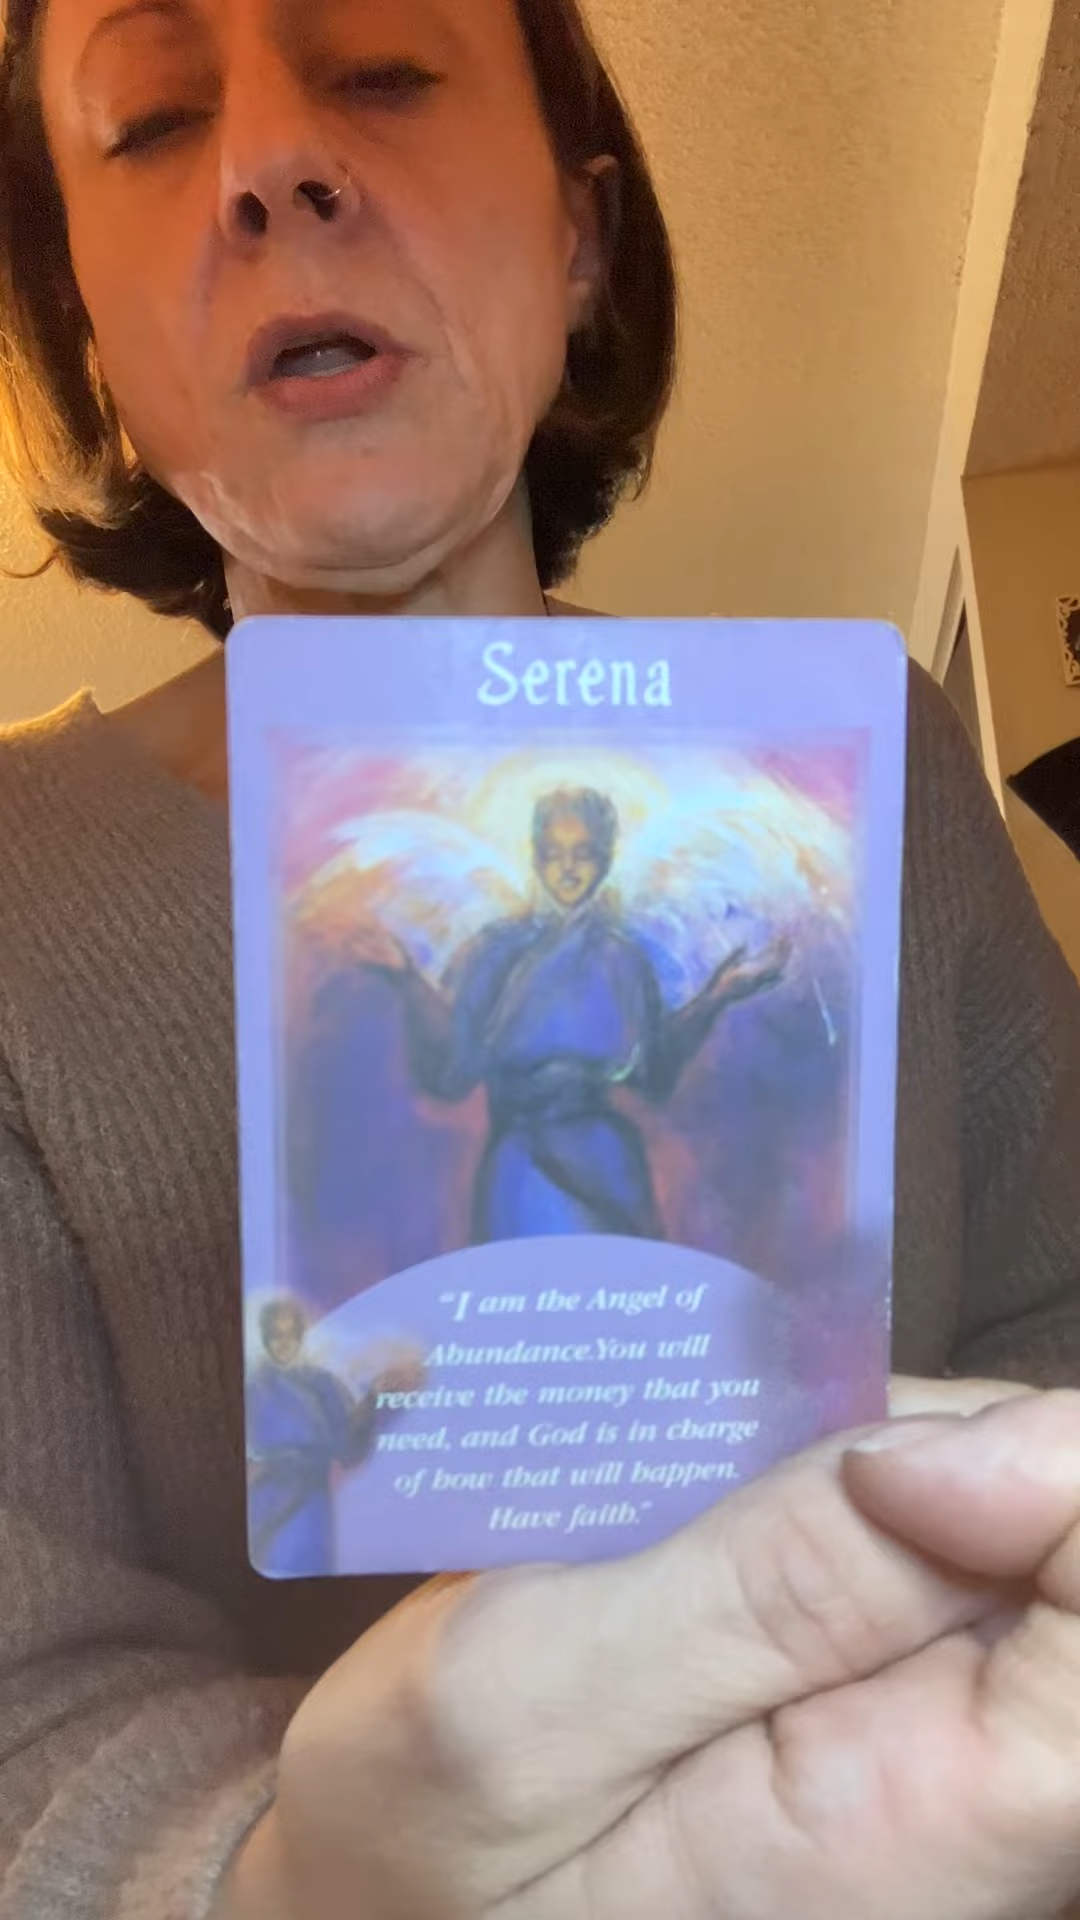 Serena
"I am the Angel of
Abundance.You will
receive the money that you
need, and God is in charge
of how that will happen.
Have faith."